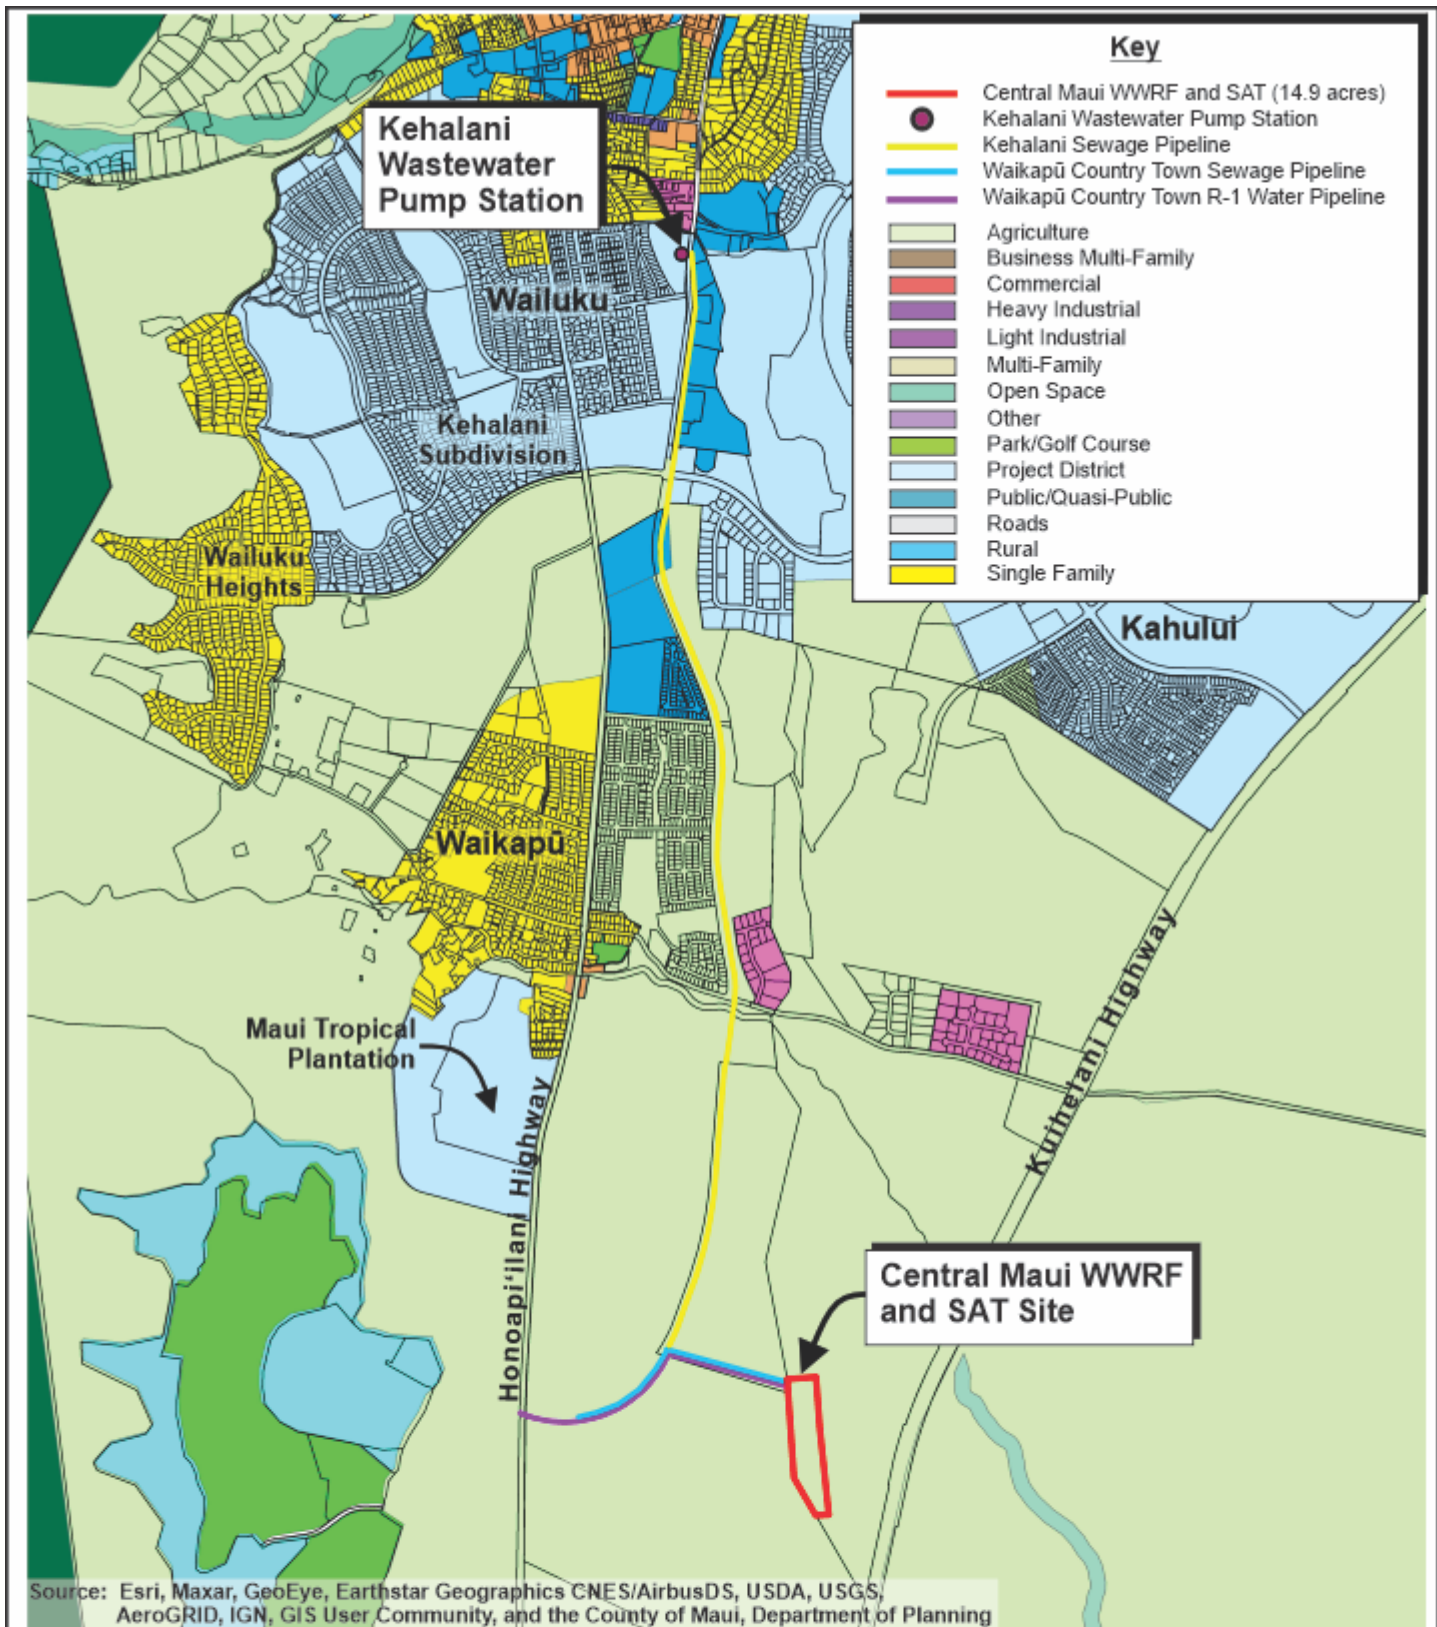 Key
Central Maui WWRF and SAT (14.9 acres)
Kehalani Wastewater Pump Station
Kehalani Sewage Pipeline
Waikapū Country Town Sewage Pipeline
Waikapū Country Town R-1 Water Pipeline
Agriculture
Business Multi-Family
Commercial
Heavy Industrial
Light Industrial
Multi-Family
Open Space
Other
Park/Golf Course
Project District
Public/Quasi-Public
Roads
Rural
Single Family
Kehalani
Wastewater
Pump Station
Wailuku
Kehalani
Subdivision
Wailuku
Heights
Kahului
Waikapū
Maui Tropical
Plantation
Honoapi‘ilani Highway
Kuihelani Highway
Central Maui WWRF
and SAT Site
Source: Esri, Maxar, GeoEye, Earthstar Geographics CNES/AirbusDS, USDA, USGS,
AeroGRID, IGN, GIS User Community, and the County of Maui, Department of Planning